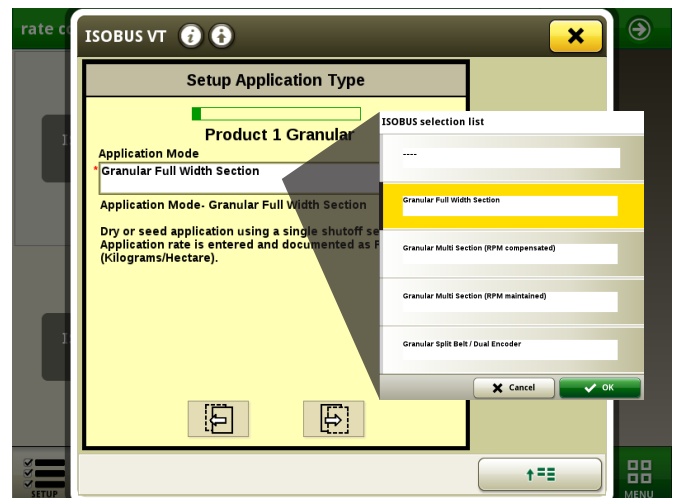 rate co
ISOBUS VT
Setup Application Type
Product 1 Granular
Application Mode
* Granular Full Width Section
Application Mode- Granular Full Width Section
Dry or seed application using a single shutoff se
Application rate is entered and documented as
(Kilograms/Hectare).
ISOBUS selection list
----
Granular Full Width Section
Granular Multi Section (RPM compensated)
Granular Multi Section (RPM maintained)
Granular Split Belt / Dual Encoder
Cancel
OK
SETUP
MENU